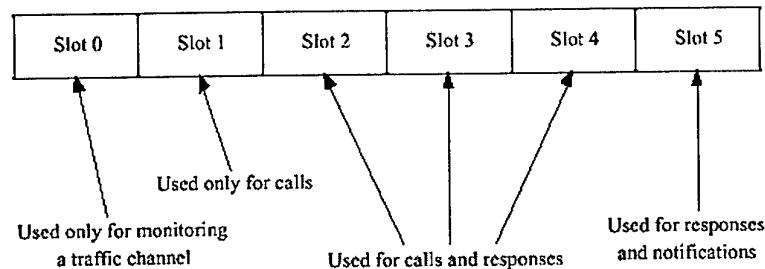 Slot 0 Slot 1 Slot 2 Slot 3 Slot 4 Slot 5
Used only for calls
Used only for monitoring
a traffic channel
Used for calls and responses
Used for responses
and notifications